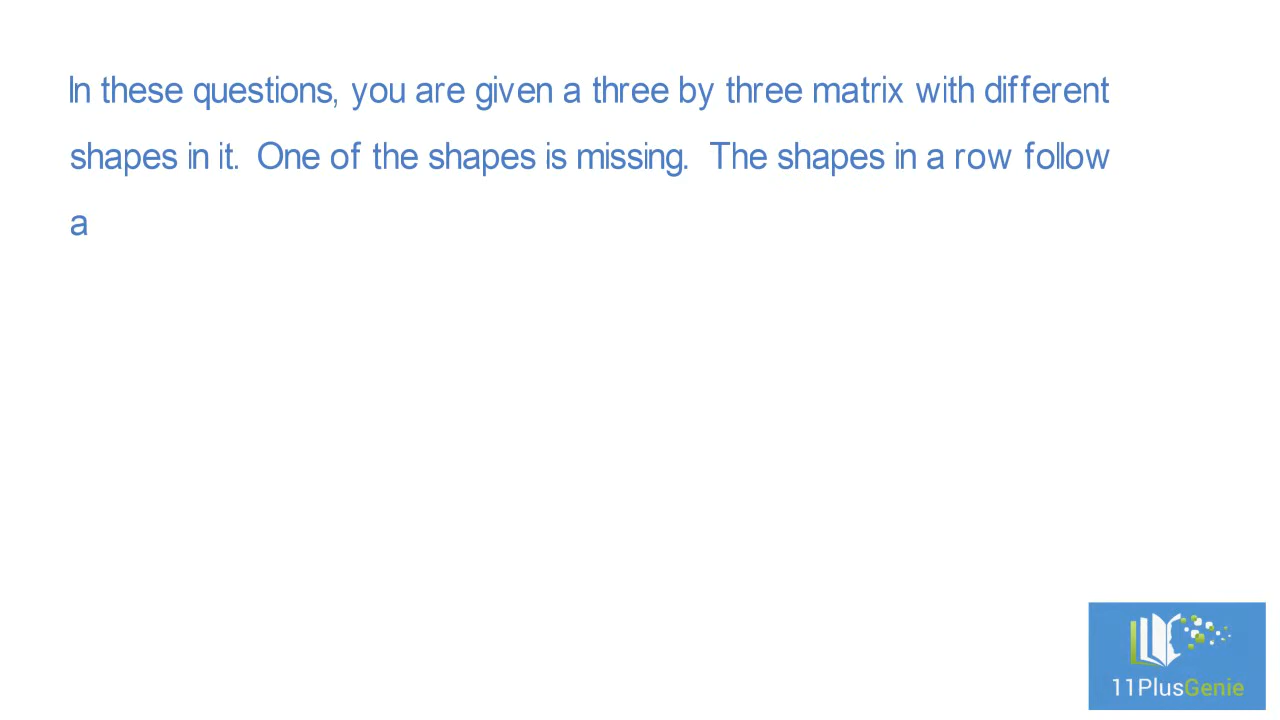 In these questions, you are given a three by three matrix with different
shapes in it.  One of the shapes is missing.  The shapes in a row follow
a
11PlusGenie